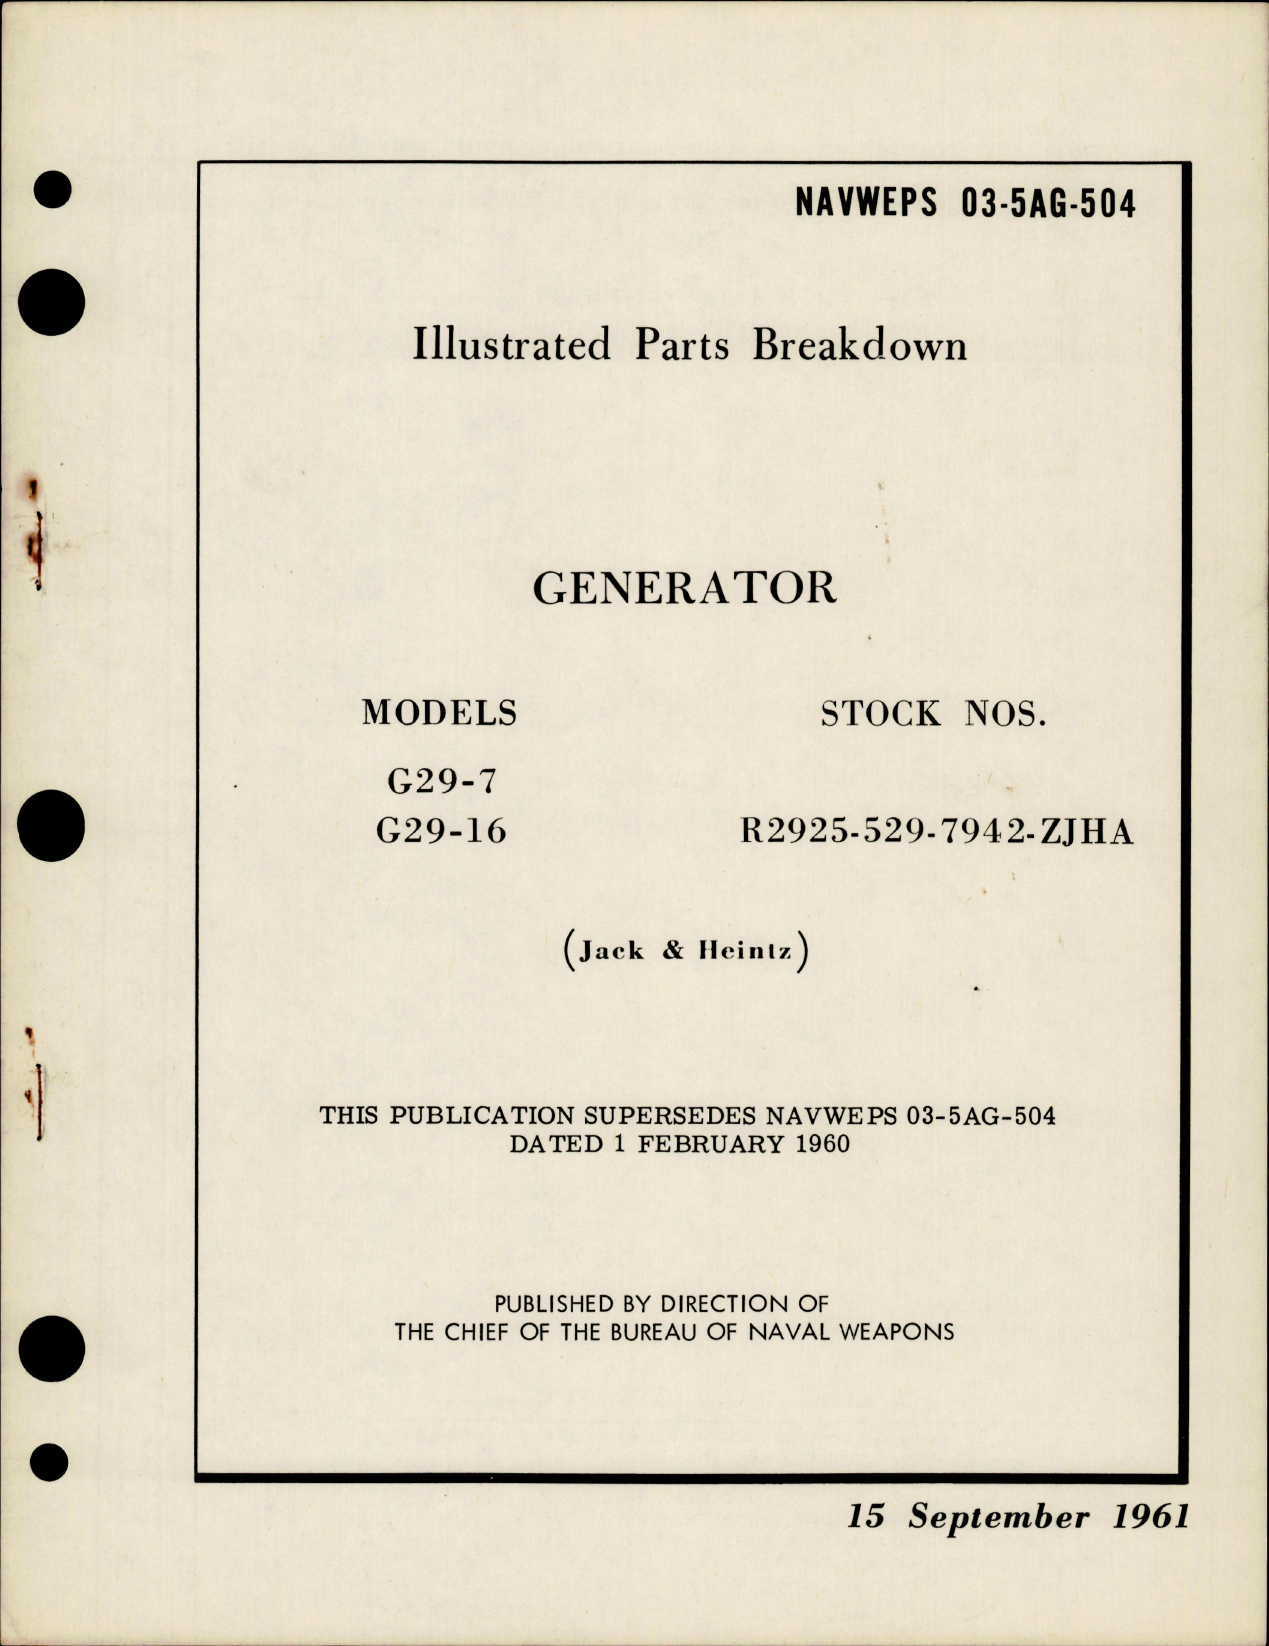 NAVWEPS 03-5AG-504
Illustrated Parts Breakdown
GENERATOR
MODELS STOCK NOS.
G29-7
G29-16 R2925-529-7942-ZJHA
(Jack & Heintz)
THIS PUBLICATION SUPERSEDES NAVWEPS 03-5AG-504
DATED 1 FEBRUARY 1960
PUBLISHED BY DIRECTION OF
THE CHIEF OF THE BUREAU OF NAVAL WEAPONS
15 September 1961